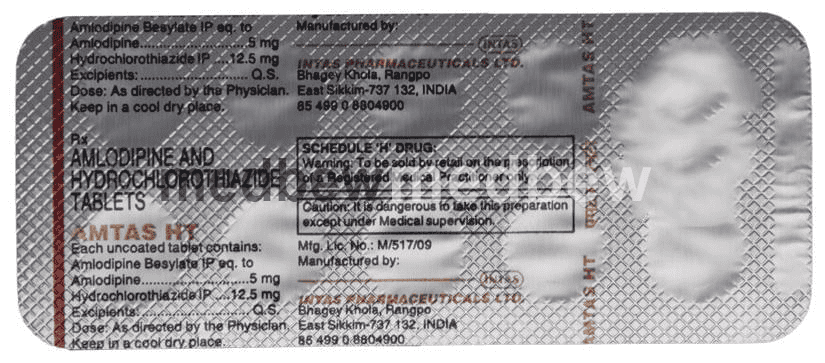 Amlodipine Besylate IP eq. to
Amlodipine....................5 mg
Hydrochlorothiazide IP ....12.5 mg
Excipients:.........................Q.S.
Dose: As directed by the Physician.
Keep in a cool dry place.
Manufactured by:
INTAS
INTAS PHARMACEUTICALS LTD.
Bhagey Khola, Rangpo
East Sikkim-737 132, INDIA
85 499 0 8804900
Rx
AMLODIPINE AND
HYDROCHLOROTHIAZIDE
TABLETS
AMTAS HT
Each uncoated tablet contains:
Amlodipine Besylate IP eq. to
Amlodipine....................5 mg
Hydrochlorothiazide IP ....12.5 mg
Excipients:.........................Q.S.
Dose: As directed by the Physician.
Keep in a cool dry place.
SCHEDULE 'H' DRUG:
Warning: To be sold by retail on the prescription
of a Registered Medical Practitioner only.
Caution: It is dangerous to take this preparation
except under Medical supervision.
Mfg. Lic. No.: M/517/09
Manufactured by:
INTAS
INTAS PHARMACEUTICALS LTD.
Bhagey Khola, Rangpo
East Sikkim-737 132, INDIA
85 499 0 8804900
AMTAS HT
AMTAS HT